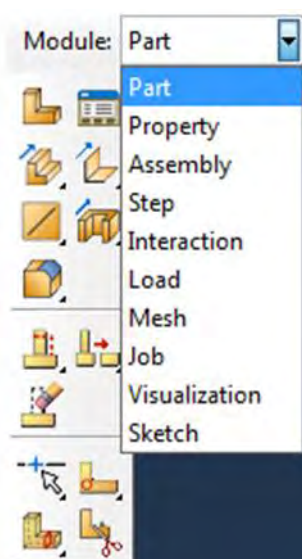 Module: Part
Part
Property
Assembly
Step
Interaction
Load
Mesh
Job
Visualization
Sketch